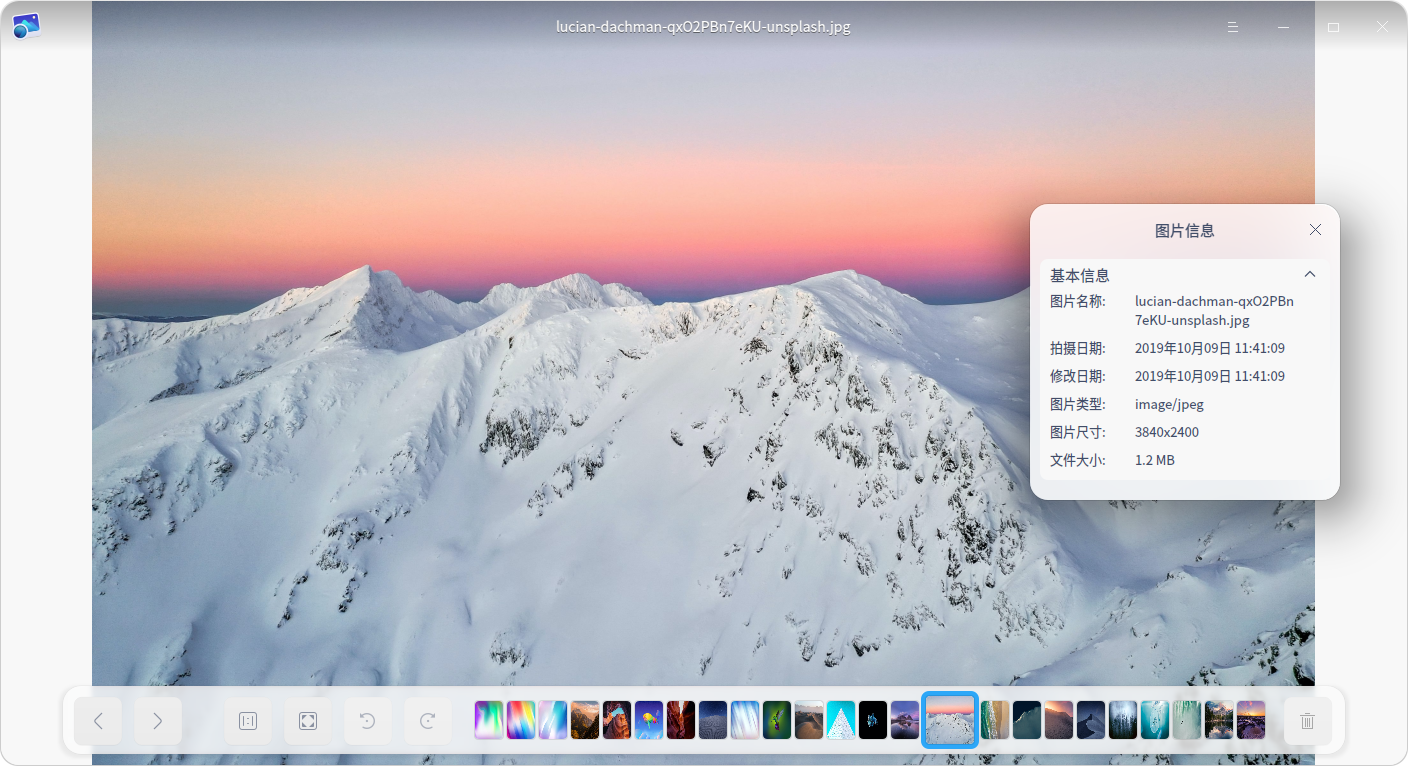 lucian-dachman-qxO2PBn7eKU-unsplash.jpg
图片信息
基本信息
图片名称: lucian-dachman-qxO2PBn
7eKU-unsplash.jpg
拍摄日期: 2019年10月09日 11:41:09
修改日期: 2019年10月09日 11:41:09
图片类型: image/jpeg
图片尺寸: 3840x2400
文件大小: 1.2 MB